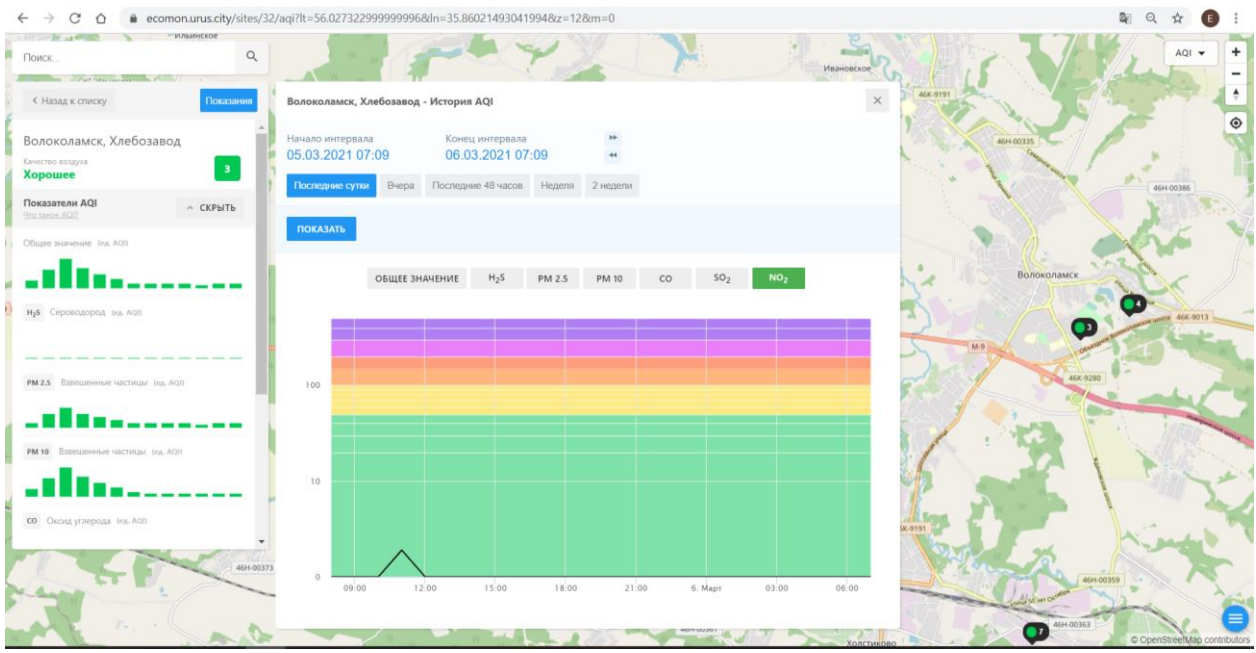 ecomon.urus.city/sites/32/aqi?lt=56.027322999999996&ln=35.86021493041994&z=12&m=0
E
Поиск...
Ильинское
Ивановское
AQI
+
−
< Назад к списку
Показания
Волоколамск, Хлебозавод
Качество воздуха
Хорошее
3
Показатели AQI
Что такое AQI?
СКРЫТЬ
Общее значение (ед. AQI)
H₂S Сероводород (ед. AQI)
PM 2.5 Взвешенные частицы (ед. AQI)
PM 10 Взвешенные частицы (ед. AQI)
CO Оксид углерода (ед. AQI)
Волоколамск, Хлебозавод - История AQI
×
Начало интервала
Конец интервала
05.03.2021 07:09
06.03.2021 07:09
Последние сутки
Вчера
Последние 48 часов
Неделя
2 недели
ПОКАЗАТЬ
ОБЩЕЕ ЗНАЧЕНИЕ
H₂S
PM 2.5
PM 10
CO
SO₂
NO₂
100
10
0
09:00
12:00
15:00
18:00
21:00
6. Март
03:00
06:00
46К-9191
46Н-00335
46Н-00386
Волоколамск
4
3
46К-9013
М-9
46К-9280
46Н-00373
46Н-00359
46Н-00363
7
Холстниково
© OpenStreetMap contributors